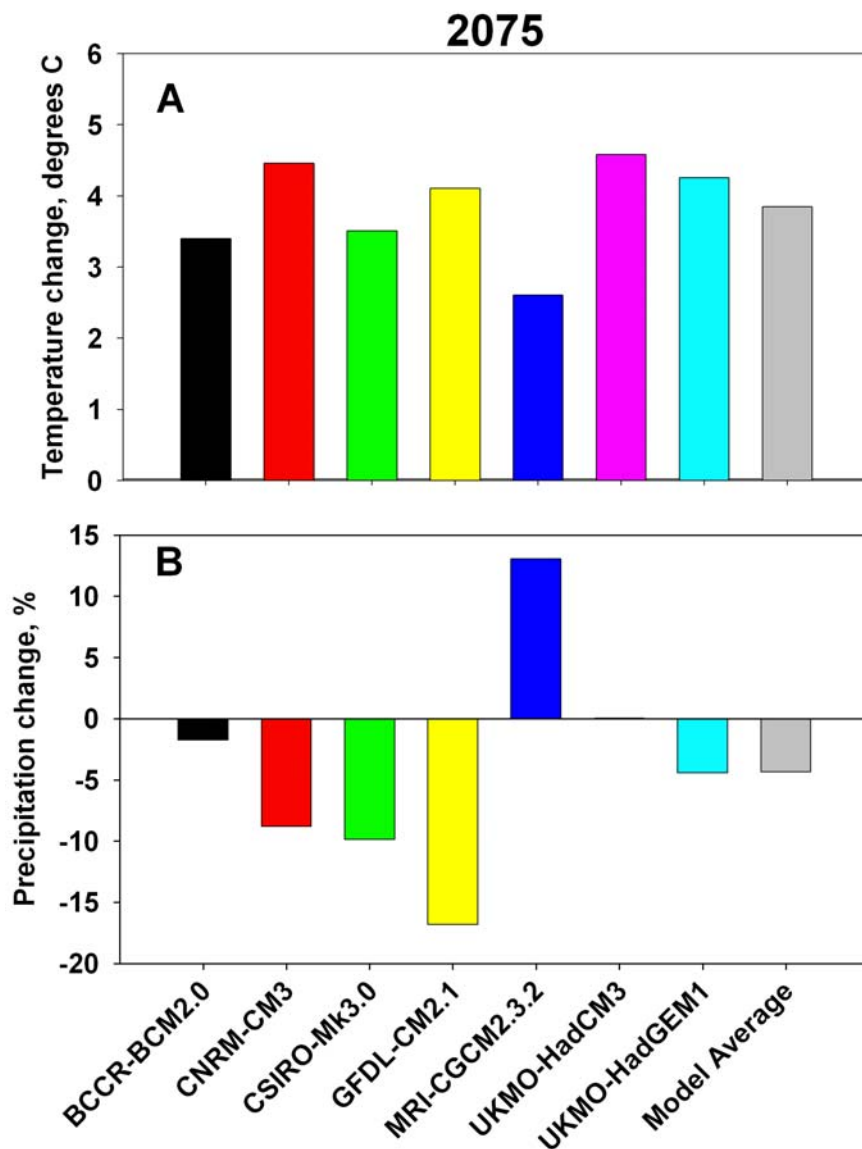 2075
A
Temperature change, degrees C
6
5
4
3
2
1
0
B
Precipitation change, %
15
10
5
0
-5
-10
-15
-20
BCCR-BCM2.0
CNRM-CM3
CSIRO-Mk3.0
GFDL-CM2.1
MRI-CGCM2.3.2
UKMO-HadCM3
UKMO-HadGEM1
Model Average